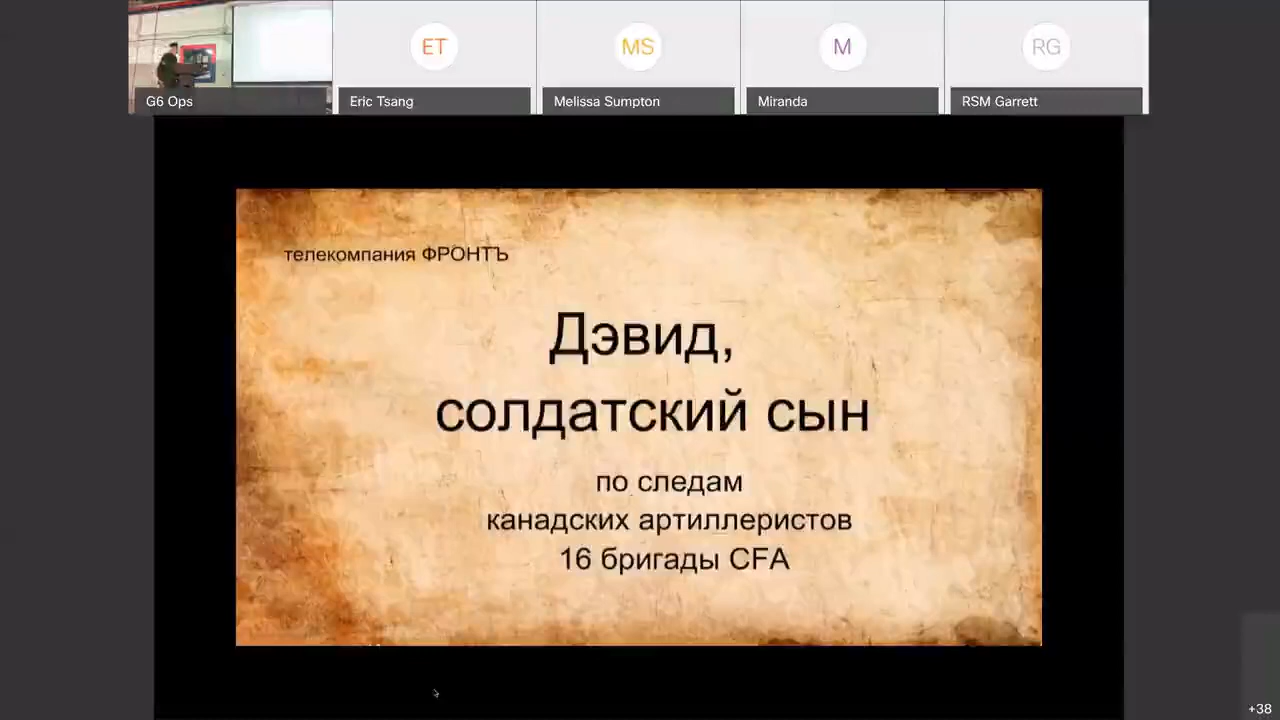 ET
MS
M
RG
G6 Ops
Eric Tsang
Melissa Sumpton
Miranda
RSM Garrett
телекомпания ФРОНТЪ
Дэвид,
солдатский сын
по следам
канадских артиллеристов
16 бригады CFA
+38